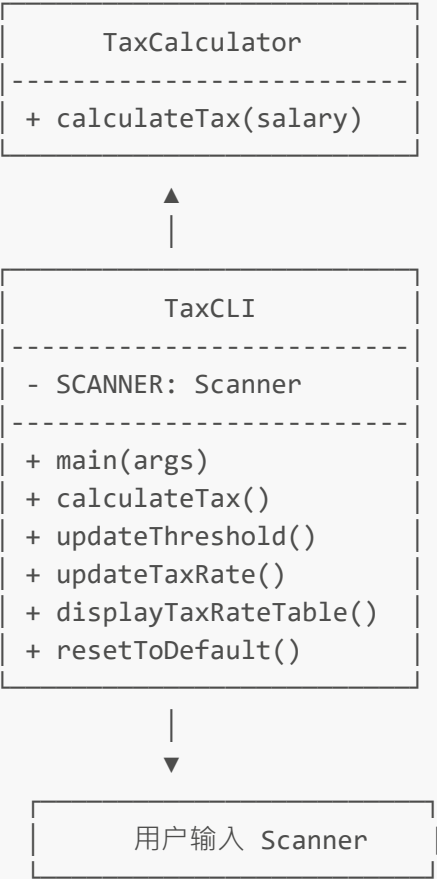 TaxCalculator
--------------------------
+ calculateTax(salary)
▲
TaxCLI
--------------------------
- SCANNER: Scanner
--------------------------
+ main(args)
+ calculateTax()
+ updateThreshold()
+ updateTaxRate()
+ displayTaxRateTable()
+ resetToDefault()
▼
用户输入 Scanner